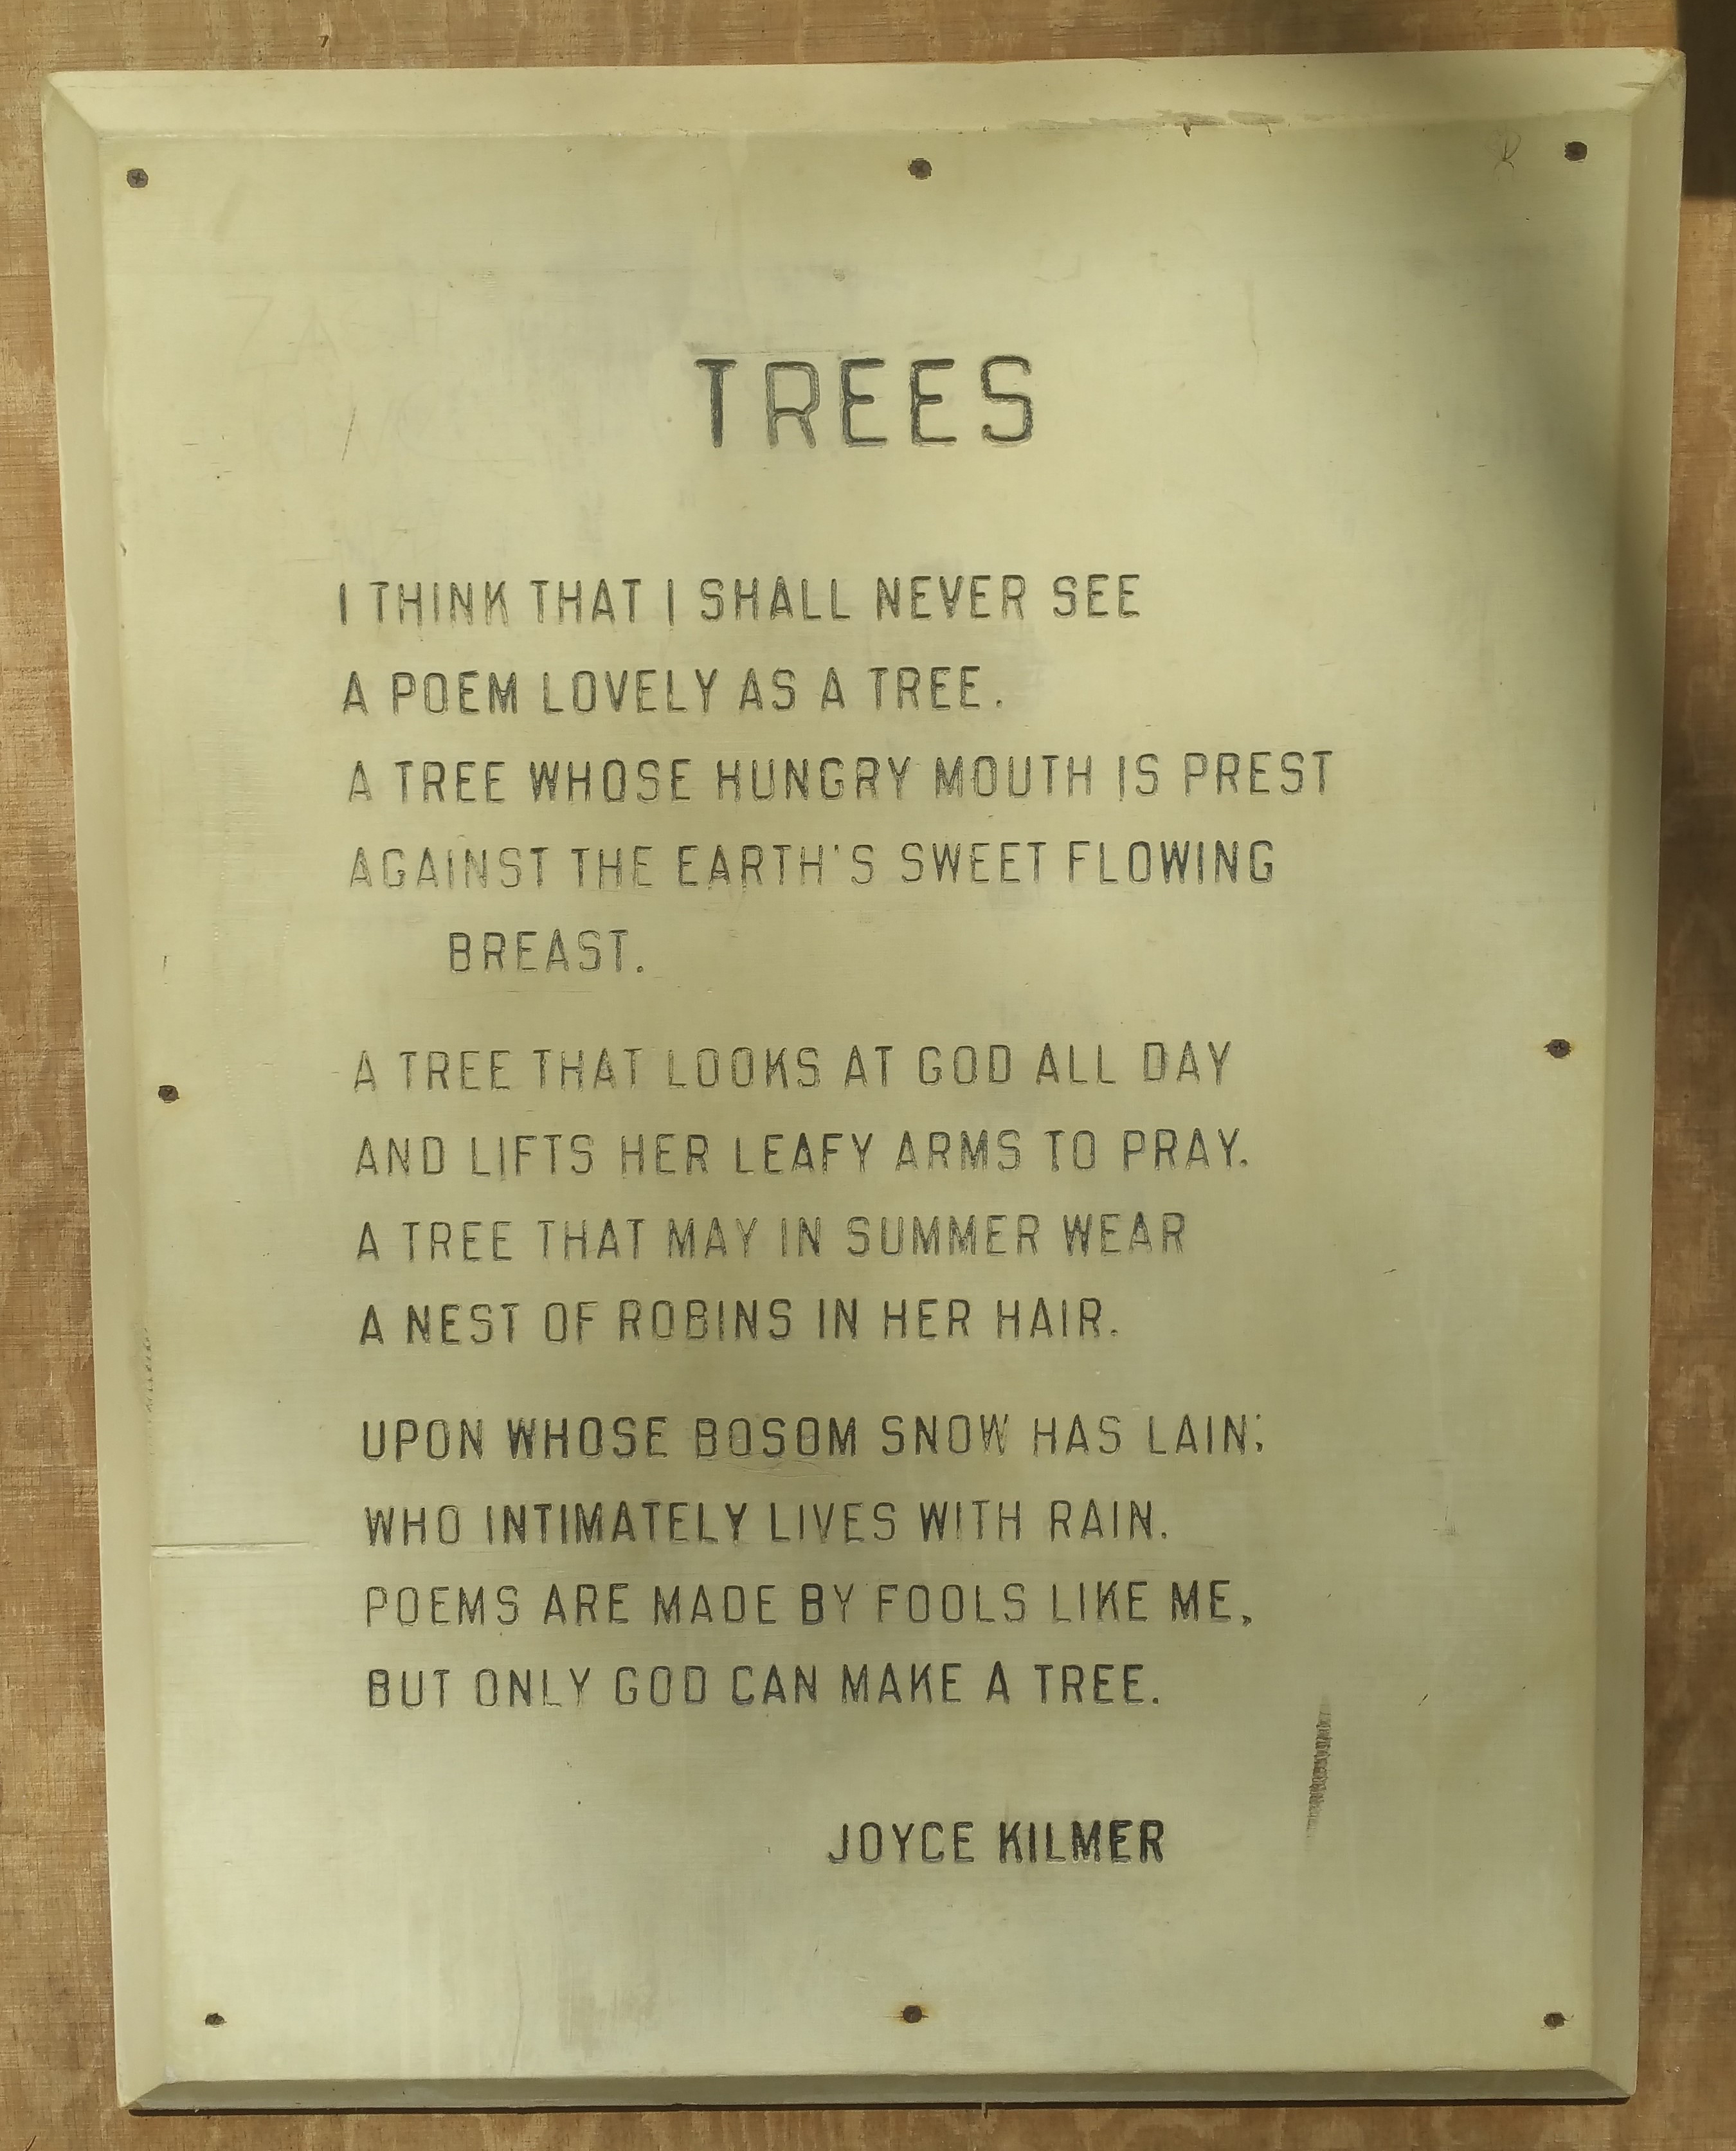 TREES
I THINK THAT I SHALL NEVER SEE
A POEM LOVELY AS A TREE.
A TREE WHOSE HUNGRY MOUTH IS PREST
AGAINST THE EARTH'S SWEET FLOWING
BREAST.
A TREE THAT LOOKS AT GOD ALL DAY
AND LIFTS HER LEAFY ARMS TO PRAY.
A TREE THAT MAY IN SUMMER WEAR
A NEST OF ROBINS IN HER HAIR.
UPON WHOSE BOSOM SNOW HAS LAIN;
WHO INTIMATELY LIVES WITH RAIN.
POEMS ARE MADE BY FOOLS LIKE ME,
BUT ONLY GOD CAN MAKE A TREE.
JOYCE KILMER